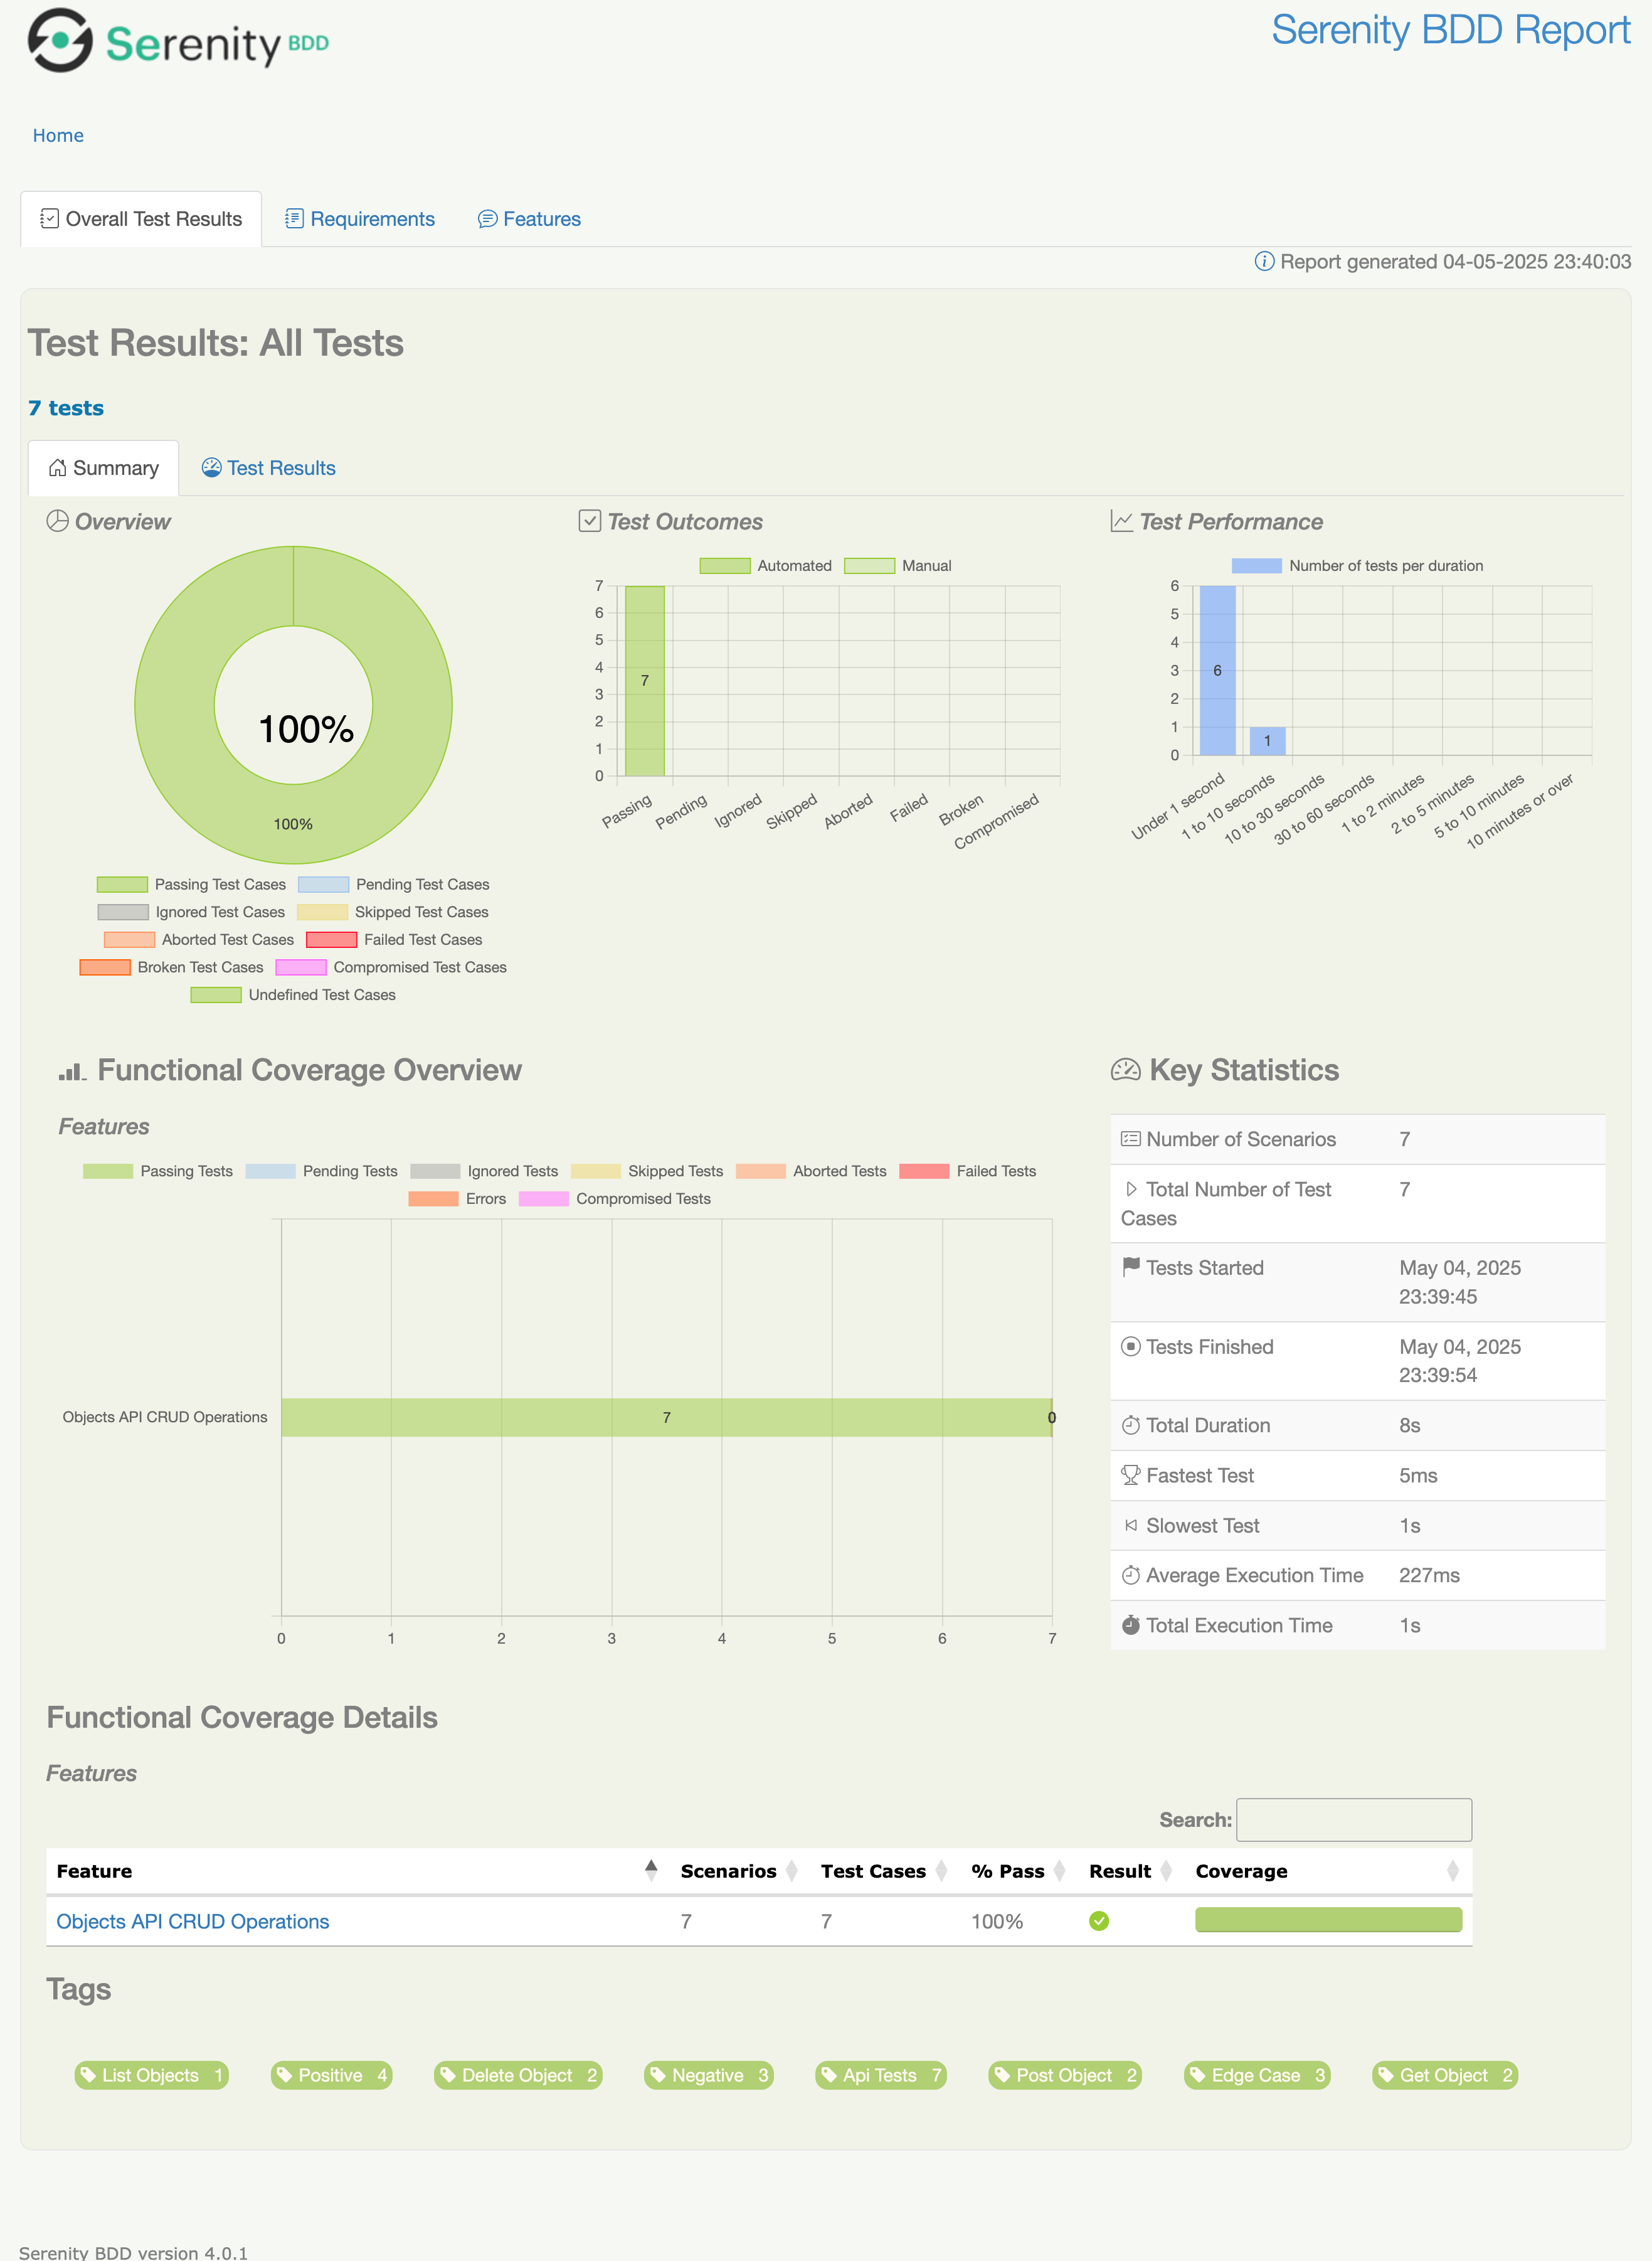 Serenity BDD
Serenity BDD Report
Home
Overall Test Results
Requirements
Features
Report generated 04-05-2025 23:40:03
Test Results: All Tests
7 tests
Summary
Test Results
Overview
100%
100%
Passing Test Cases
Pending Test Cases
Ignored Test Cases
Skipped Test Cases
Aborted Test Cases
Failed Test Cases
Broken Test Cases
Compromised Test Cases
Undefined Test Cases
Test Outcomes
Automated
Manual
7
6
5
4
3
2
1
0
7
Passing
Pending
Ignored
Skipped
Aborted
Failed
Broken
Compromised
Test Performance
Number of tests per duration
6
5
4
3
2
1
0
6
1
Under 1 second
1 to 10 seconds
10 to 30 seconds
30 to 60 seconds
1 to 2 minutes
2 to 5 minutes
5 to 10 minutes
10 minutes or over
Functional Coverage Overview
Features
Passing Tests
Pending Tests
Ignored Tests
Skipped Tests
Aborted Tests
Failed Tests
Errors
Compromised Tests
Objects API CRUD Operations
7
0
0
1
2
3
4
5
6
7
Key Statistics
Number of Scenarios 7
Total Number of Test 7
Cases
Tests Started May 04, 2025
23:39:45
Tests Finished May 04, 2025
23:39:54
Total Duration 8s
Fastest Test 5ms
Slowest Test 1s
Average Execution Time 227ms
Total Execution Time 1s
Functional Coverage Details
Features
Search:
Feature Scenarios Test Cases % Pass Result Coverage
Objects API CRUD Operations 7 7 100%
Tags
List Objects 1
Positive 4
Delete Object 2
Negative 3
Api Tests 7
Post Object 2
Edge Case 3
Get Object 2
Serenity BDD version 4.0.1